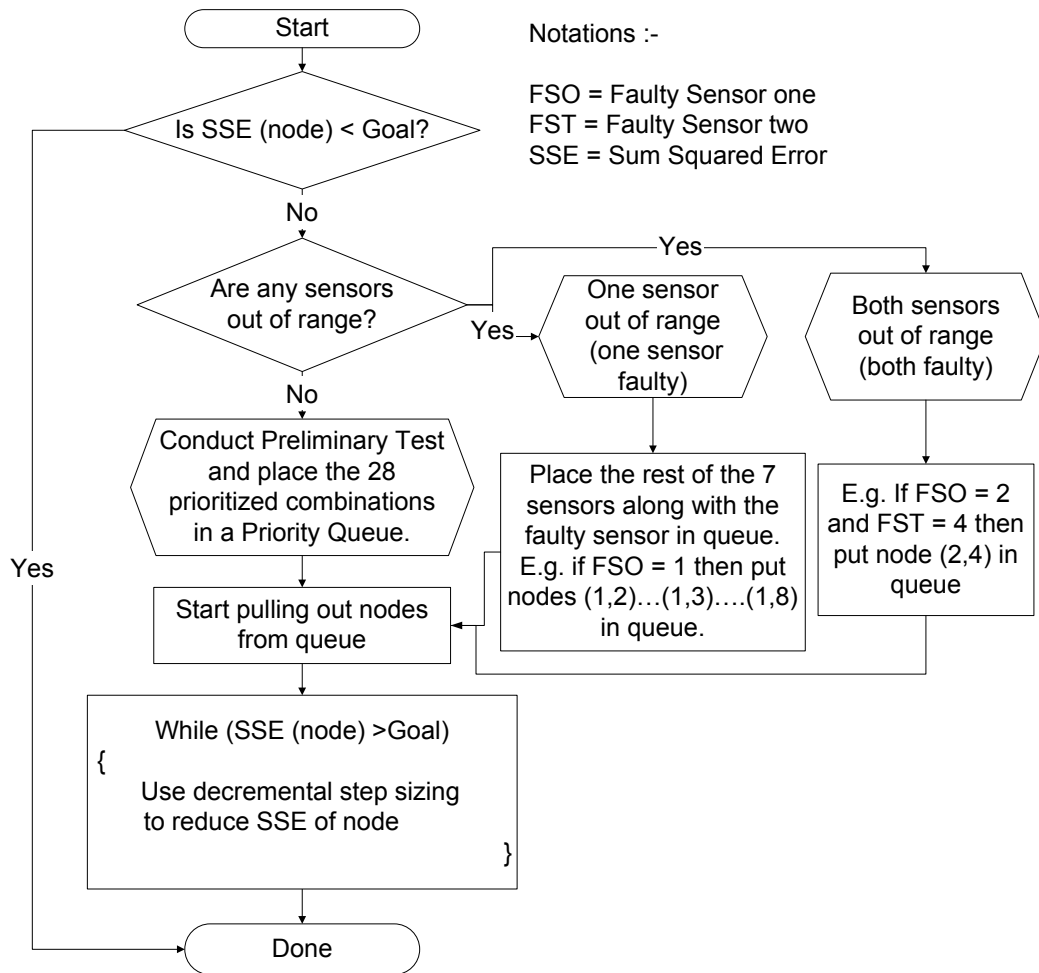 Start
Notations :-
FSO = Faulty Sensor one
FST = Faulty Sensor two
SSE = Sum Squared Error
Is SSE (node) < Goal?
No
Yes
Are any sensors
out of range?
Yes
One sensor
out of range
(one sensor
faulty)
Both sensors
out of range
(both faulty)
No
Conduct Preliminary Test
and place the 28
prioritized combinations
in a Priority Queue.
Place the rest of the 7
sensors along with the
faulty sensor in queue.
E.g. if FSO = 1 then put
nodes (1,2)…(1,3)….(1,8)
in queue.
E.g. If FSO = 2
and FST = 4 then
put node (2,4) in
queue
Yes
Start pulling out nodes
from queue
While (SSE (node) >Goal)
{
Use decremental step sizing
to reduce SSE of node
}
Done